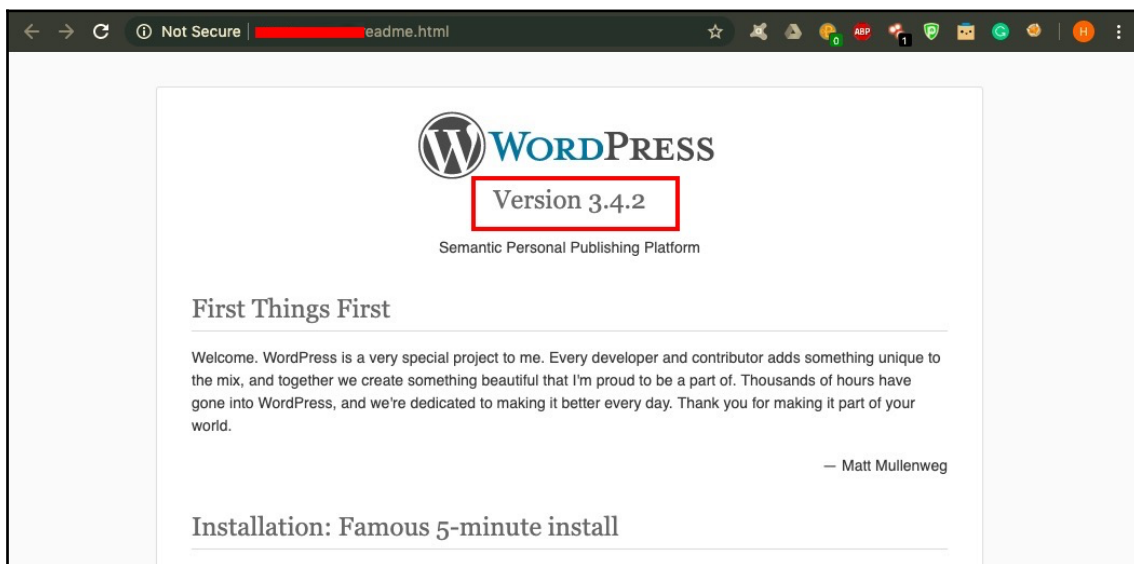 Not Secure eadme.html
0 ABP 1 H
WORDPRESS
Version 3.4.2
Semantic Personal Publishing Platform
First Things First
Welcome. WordPress is a very special project to me. Every developer and contributor adds something unique to
the mix, and together we create something beautiful that I'm proud to be a part of. Thousands of hours have
gone into WordPress, and we're dedicated to making it better every day. Thank you for making it part of your
world.
— Matt Mullenweg
Installation: Famous 5-minute install